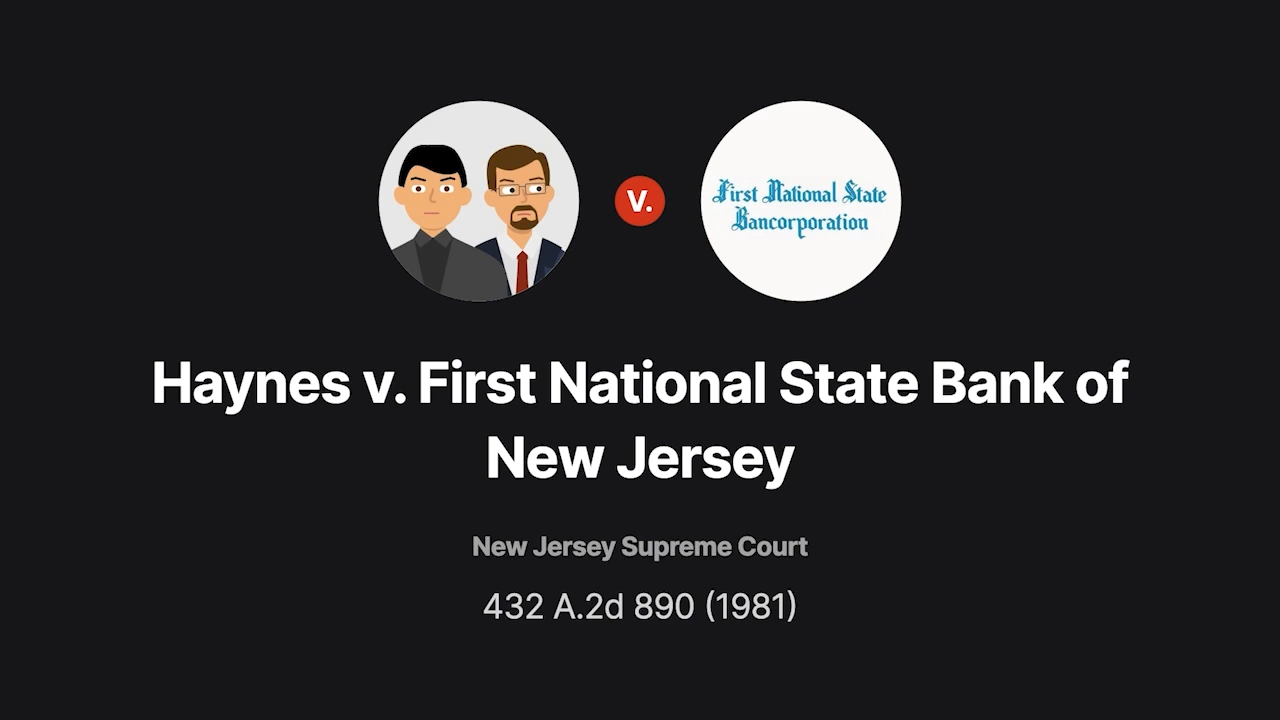 V.
First National State
Bancorporation
Haynes v. First National State Bank of
New Jersey
New Jersey Supreme Court
432 A.2d 890 (1981)